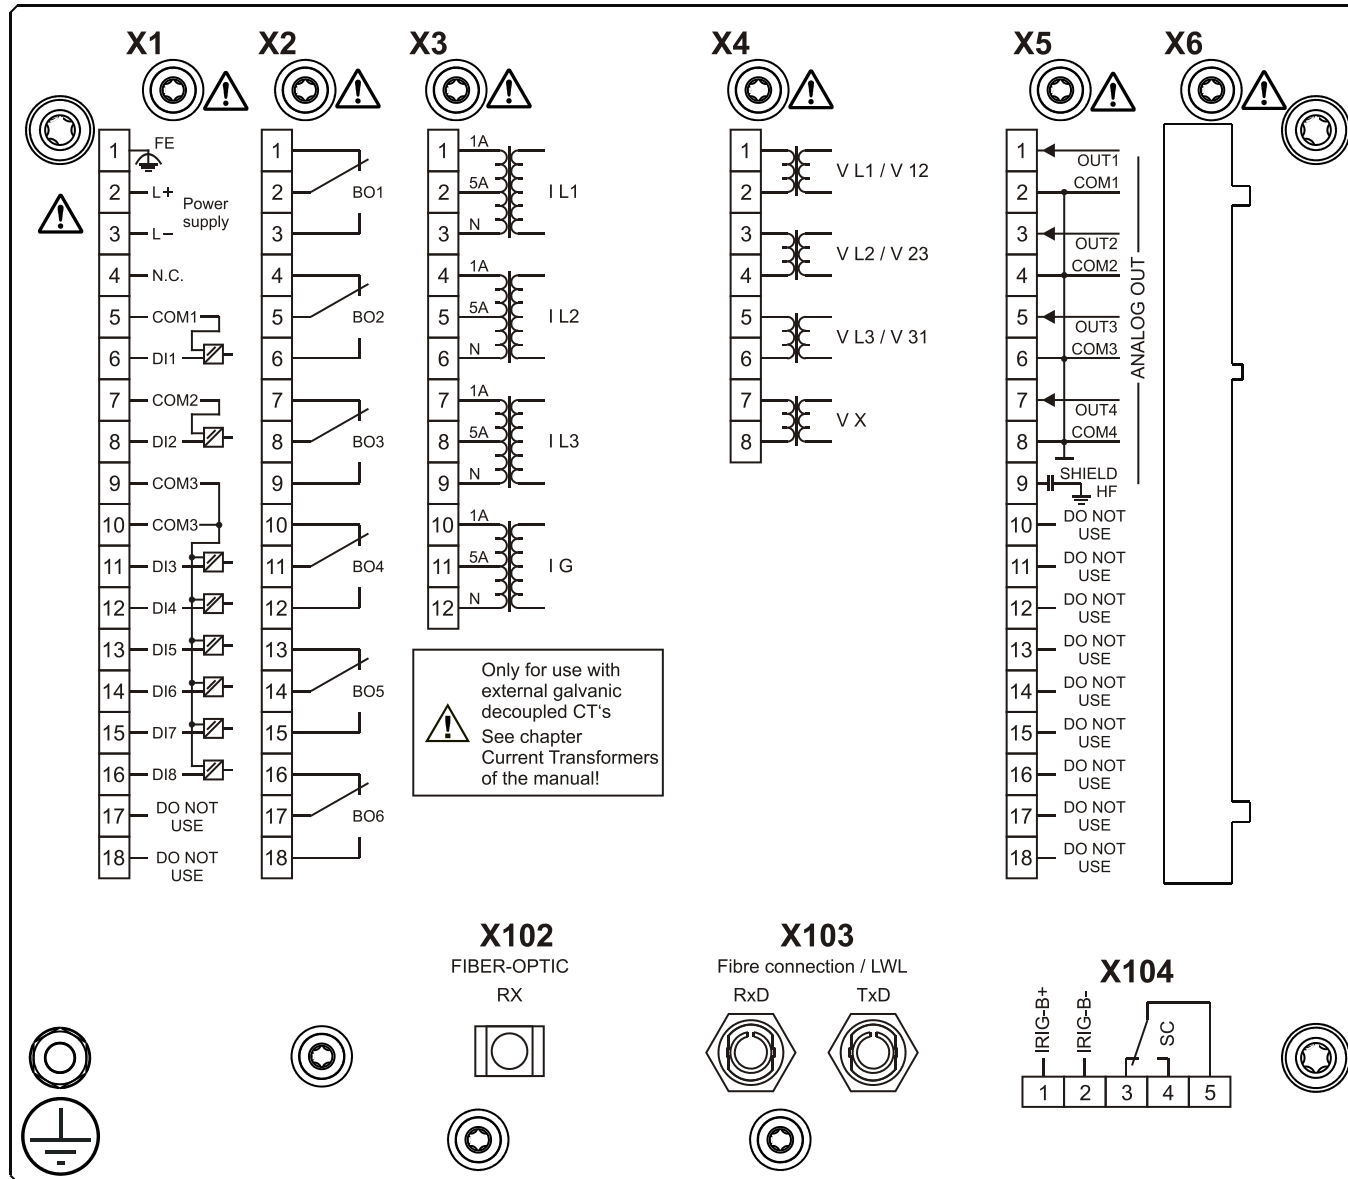 X1
X2
X3
X4
X5
X6
1 FE
2 L+
Power
supply
3 L–
4 N.C.
5 COM1
6 DI1
7 COM2
8 DI2
9 COM3
10 COM3
11 DI3
12 DI4
13 DI5
14 DI6
15 DI7
16 DI8
17 DO NOT
USE
18 DO NOT
USE
1
2 BO1
3
4
5 BO2
6
7
8 BO3
9
10
11 BO4
12
13
14 BO5
15
16
17 BO6
18
1 1A
2 5A I L1
3 N
4 1A
5 5A I L2
6 N
7 1A
8 5A I L3
9 N
10 1A
11 5A I G
12 N
Only for use with
external galvanic
decoupled CT‘s
See chapter
Current Transformers
of the manual!
1
V L1 / V 12
2
3
V L2 / V 23
4
5
V L3 / V 31
6
7
V X
8
1 OUT1
2 COM1
3 OUT2
4 COM2
5 OUT3
6 COM3
7 OUT4
8 COM4
ANALOG OUT
9 SHIELD
HF
10 DO NOT
USE
11 DO NOT
USE
12 DO NOT
USE
13 DO NOT
USE
14 DO NOT
USE
15 DO NOT
USE
16 DO NOT
USE
17 DO NOT
USE
18 DO NOT
USE
X102
FIBER-OPTIC
RX
X103
Fibre connection / LWL
RxD TxD
X104
IRIG-B+
IRIG-B-
SC
1 2 3 4 5